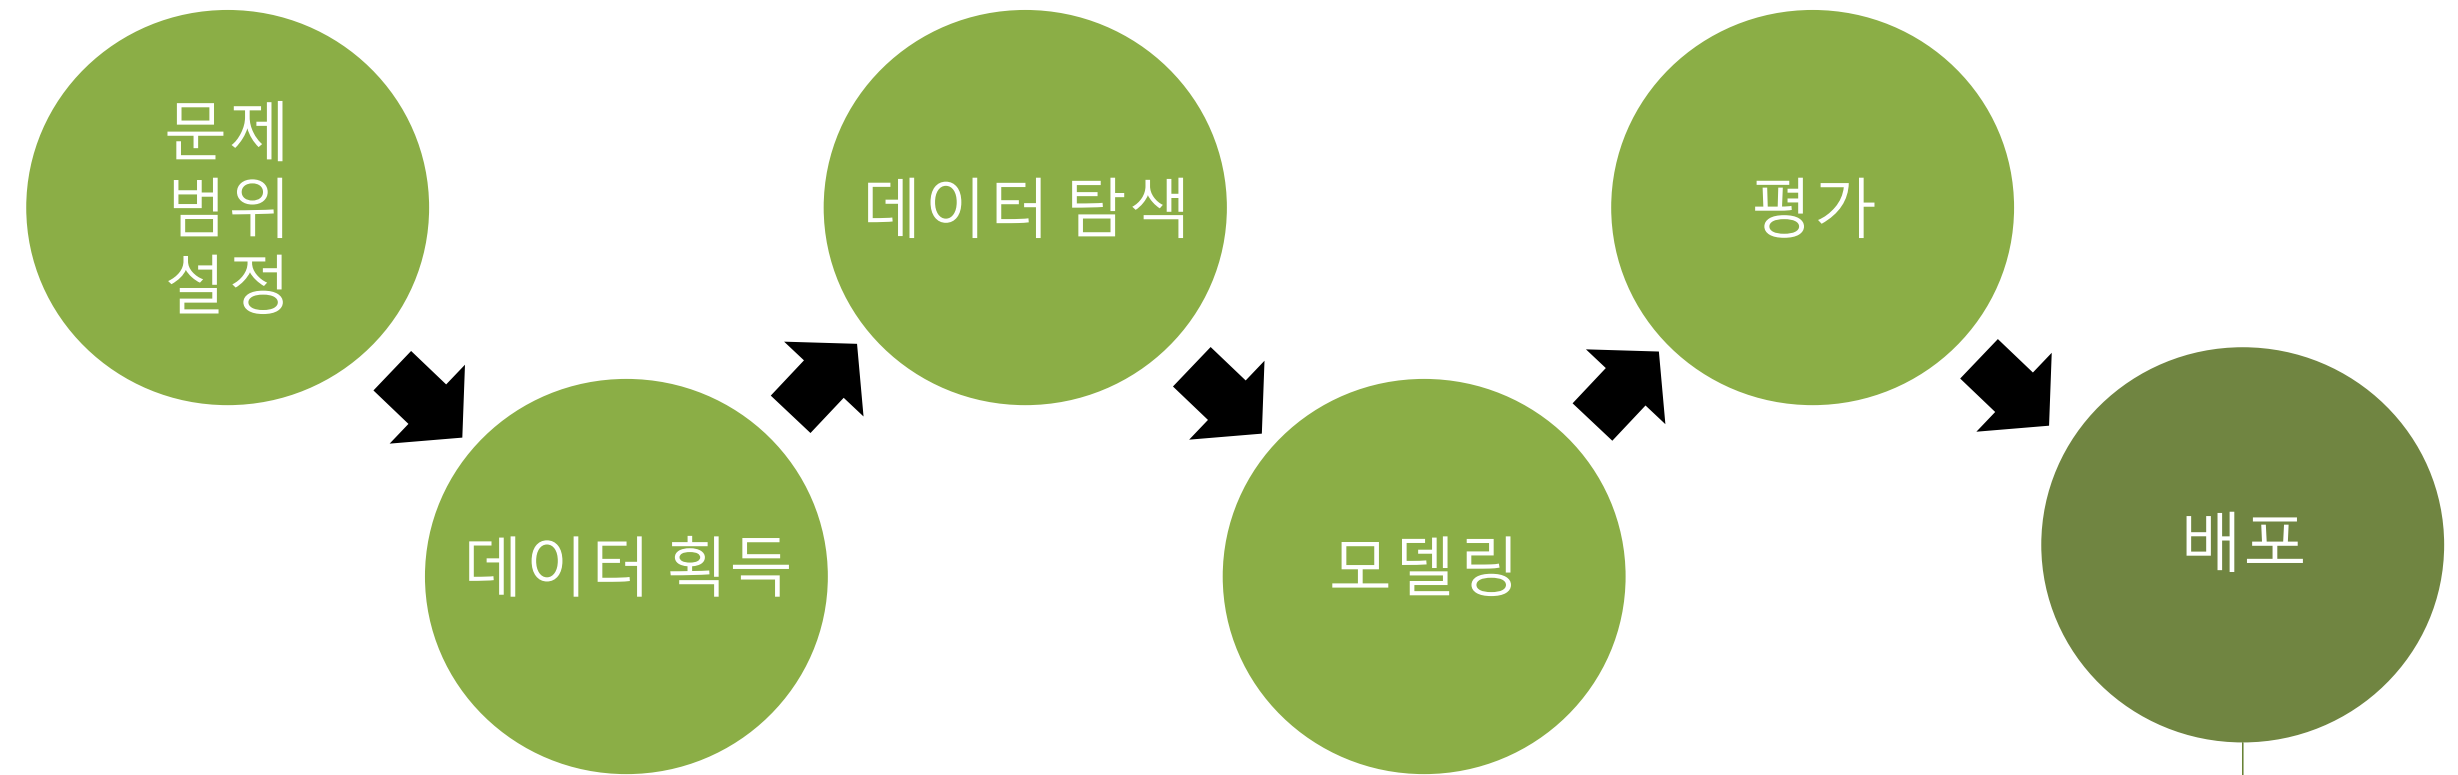 문제
범위
설정
데이터 획득
데이터 탐색
모델링
평가
배포